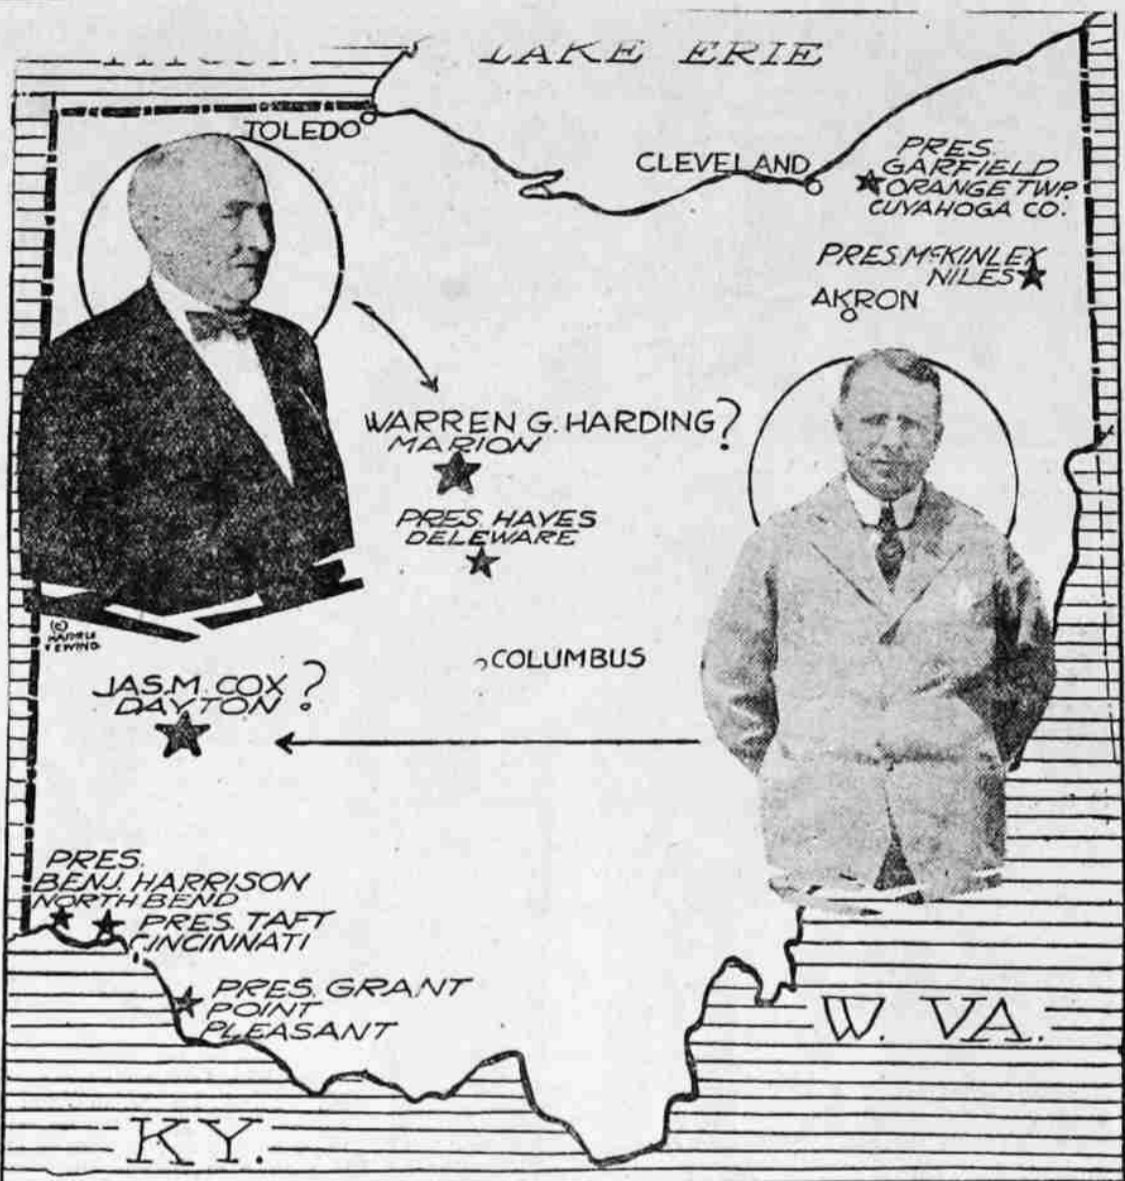 LAKE ERIE
TOLEDO
CLEVELAND
PRES.
GARFIELD
ORANGE TWP.
CUYAHOGA CO.
PRES. McKINLEY
NILES
AKRON
WARREN G. HARDING?
MARION
PRES. HAYES
DELEWARE
(C)
HARRIS
& EWING
COLUMBUS
JAS. M. COX ?
DAYTON
PRES.
BENJ. HARRISON
NORTH BEND
PRES. TAFT
CINCINNATI
PRES. GRANT
POINT
PLEASANT
W. VA.
KY.